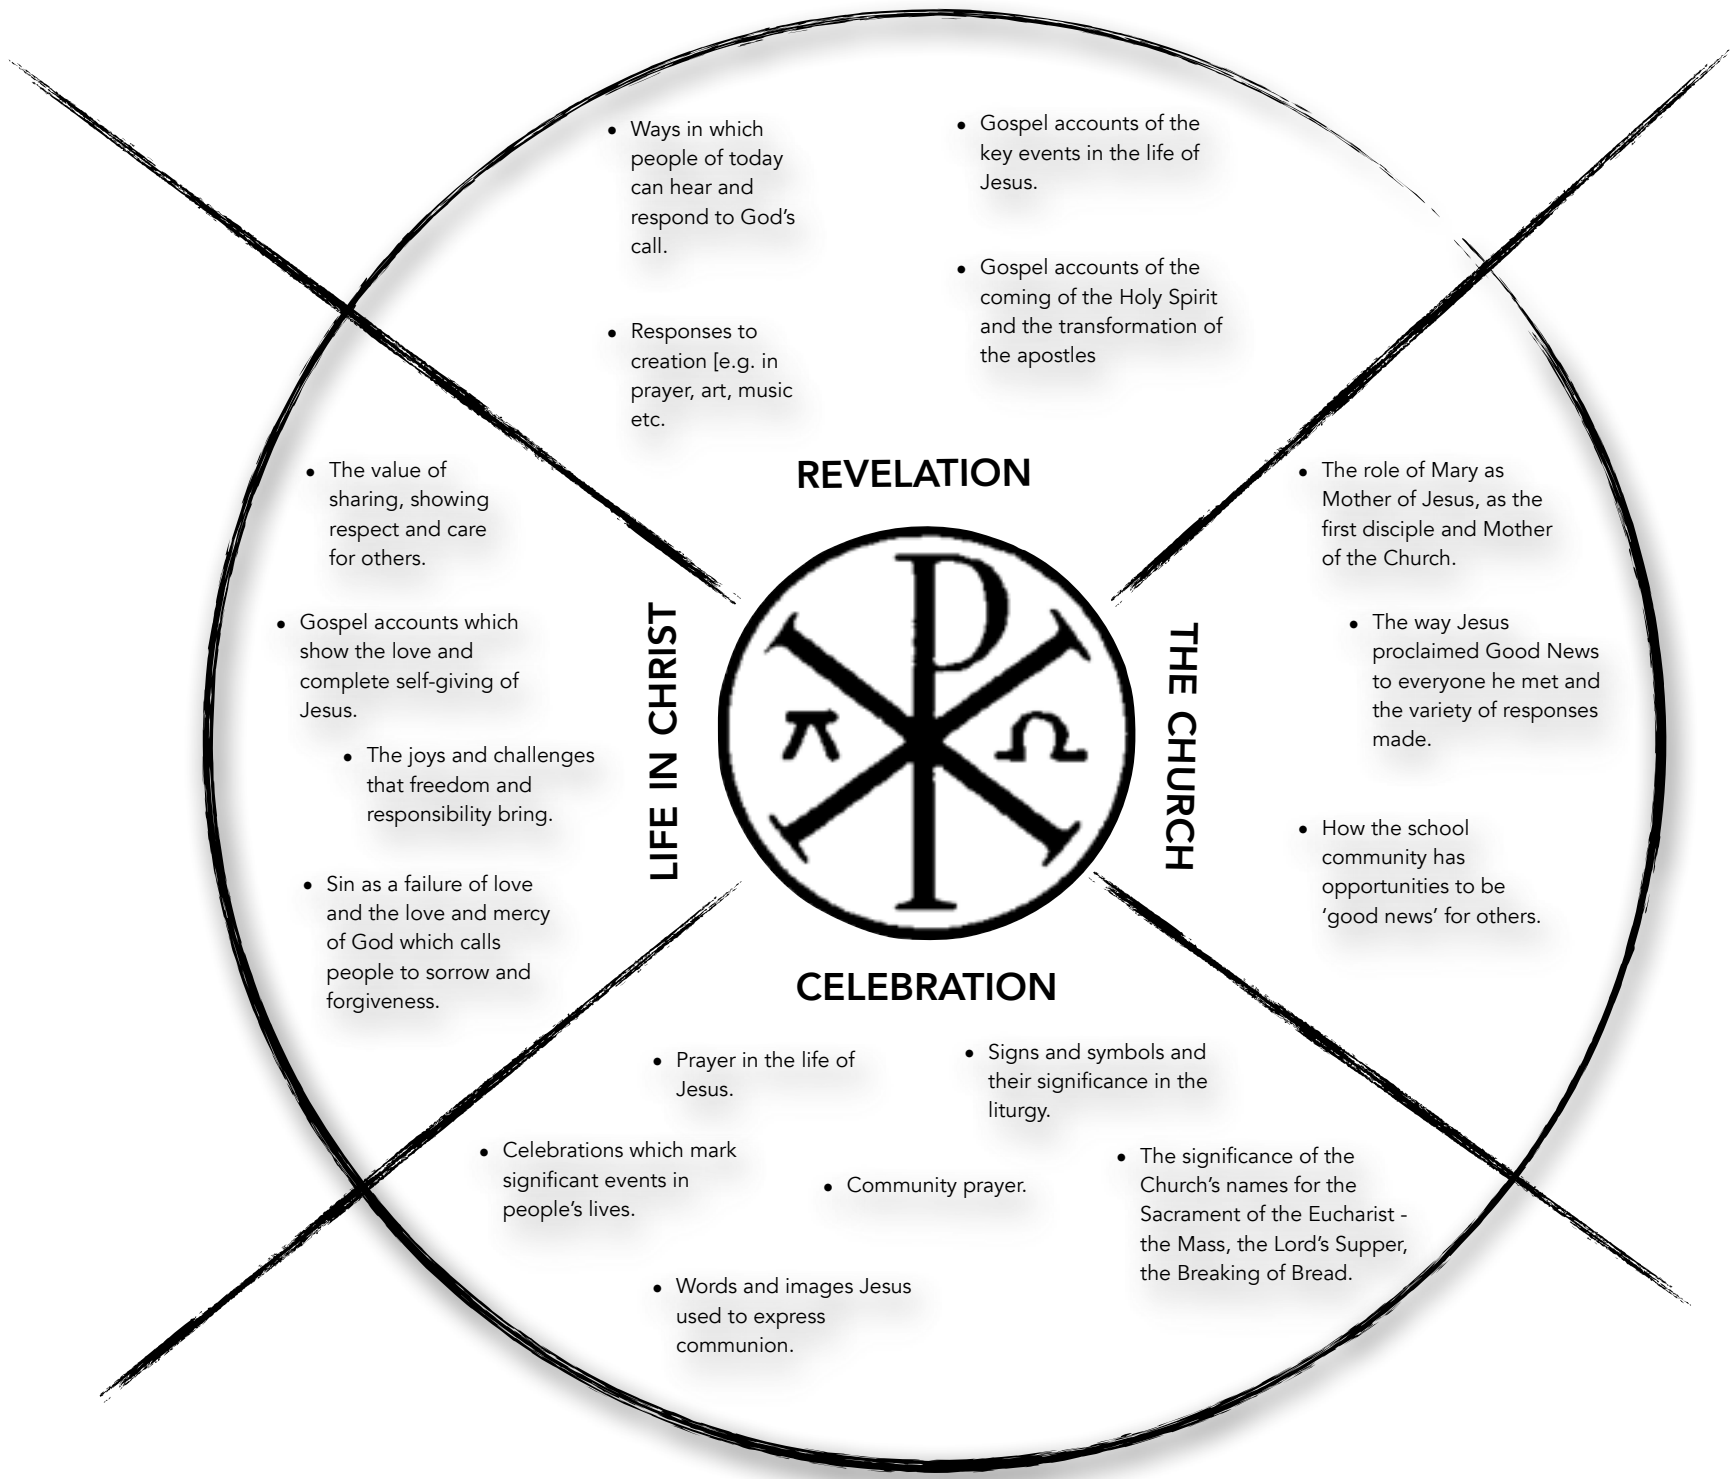 • Ways in which
people of today
can hear and
respond to God’s
call.
• Responses to
creation [e.g. in
prayer, art, music
etc.
• Gospel accounts of the
key events in the life of
Jesus.
• Gospel accounts of the
coming of the Holy Spirit
and the transformation of
the apostles
REVELATION
• The value of
sharing, showing
respect and care
for others.
• Gospel accounts which
show the love and
complete self-giving of
Jesus.
• The joys and challenges
that freedom and
responsibility bring.
• Sin as a failure of love
and the love and mercy
of God which calls
people to sorrow and
forgiveness.
LIFE IN CHRIST
THE CHURCH
• The role of Mary as
Mother of Jesus, as the
first disciple and Mother
of the Church.
• The way Jesus
proclaimed Good News
to everyone he met and
the variety of responses
made.
• How the school
community has
opportunities to be
‘good news’ for others.
CELEBRATION
• Prayer in the life of
Jesus.
• Signs and symbols and
their significance in the
liturgy.
• Celebrations which mark
significant events in
people’s lives.
• Community prayer.
• The significance of the
Church’s names for the
Sacrament of the Eucharist -
the Mass, the Lord’s Supper,
the Breaking of Bread.
• Words and images Jesus
used to express
communion.